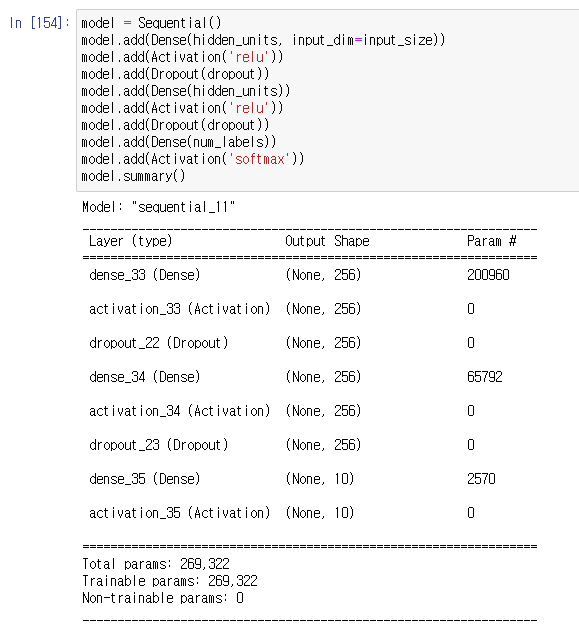 In [154]: model = Sequential()
model.add(Dense(hidden_units, input_dim=input_size))
model.add(Activation('relu'))
model.add(Dropout(dropout))
model.add(Dense(hidden_units))
model.add(Activation('relu'))
model.add(Dropout(dropout))
model.add(Dense(num_labels))
model.add(Activation('softmax'))
model.summary()
Model: "sequential_11"
Layer (type) Output Shape Param #
dense_33 (Dense) (None, 256) 200960
activation_33 (Activation) (None, 256) 0
dropout_22 (Dropout) (None, 256) 0
dense_34 (Dense) (None, 256) 65792
activation_34 (Activation) (None, 256) 0
dropout_23 (Dropout) (None, 256) 0
dense_35 (Dense) (None, 10) 2570
activation_35 (Activation) (None, 10) 0
Total params: 269,322
Trainable params: 269,322
Non-trainable params: 0